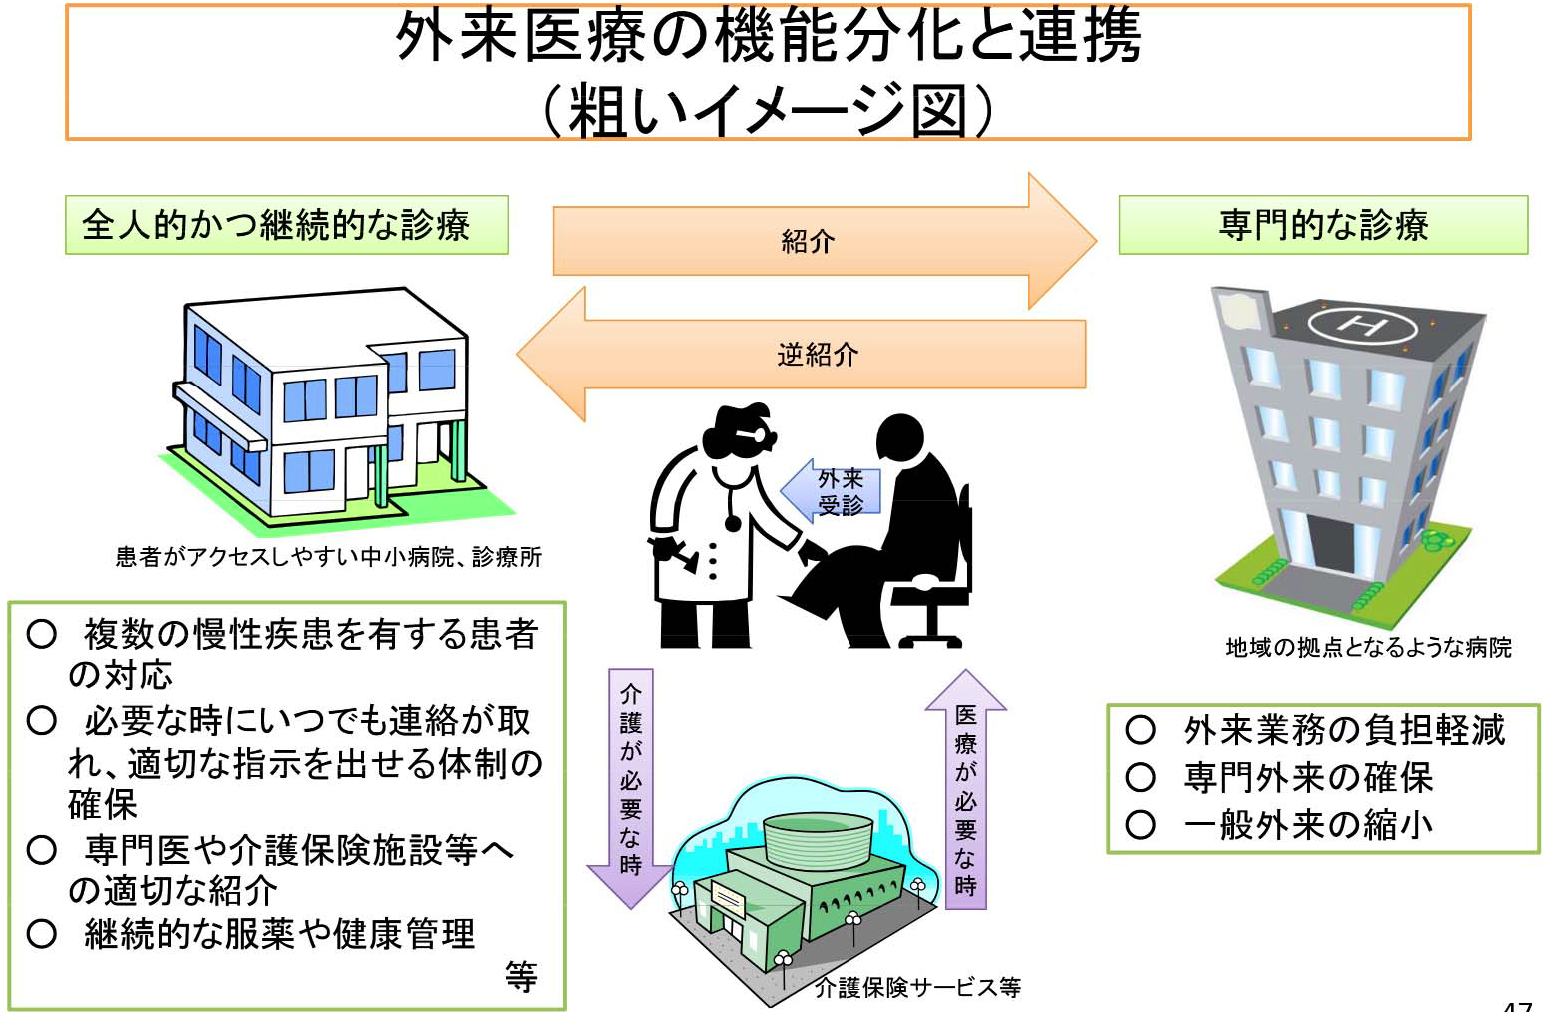 外来医療の機能分化と連携
（粗いイメージ図）
全人的かつ継続的な診療
紹介
専門的な診療
逆紹介
外来
受診
患者がアクセスしやすい中小病院、診療所
地域の拠点となるような病院
○ 複数の慢性疾患を有する患者
の対応
○ 必要な時にいつでも連絡が取
れ、適切な指示を出せる体制の
確保
○ 専門医や介護保険施設等へ
の適切な紹介
○ 継続的な服薬や健康管理
等
介護が必要な時
医療が必要な時
介護保険サービス等
○ 外来業務の負担軽減
○ 専門外来の確保
○ 一般外来の縮小
47